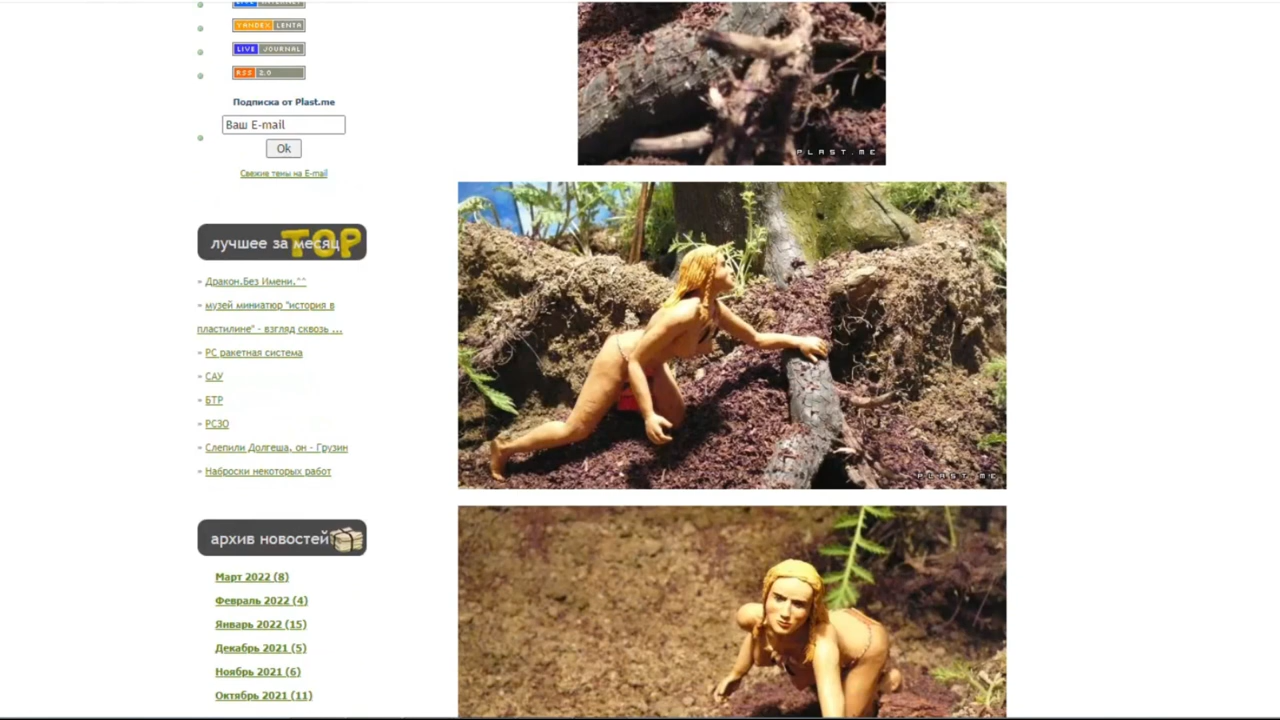 YANDEX LENTA
LIVE JOURNAL
RSS 2.0
Подписка от Plast.me
Ваш E-mail
Ok
Свежие темы на E-mail
лучшее за месяц TOP
» Дракон.Без Имени.^^
» музей миниатюр "история в
пластилине" - взгляд сквозь ...
» РС ракетная система
» САУ
» БТР
» РСЗО
» Слепили Долгеша, он - Грузин
» Наброски некоторых работ
архив новостей
Март 2022 (8)
Февраль 2022 (4)
Январь 2022 (15)
Декабрь 2021 (5)
Ноябрь 2021 (6)
Октябрь 2021 (11)
PLAST.ME
PLAST.ME